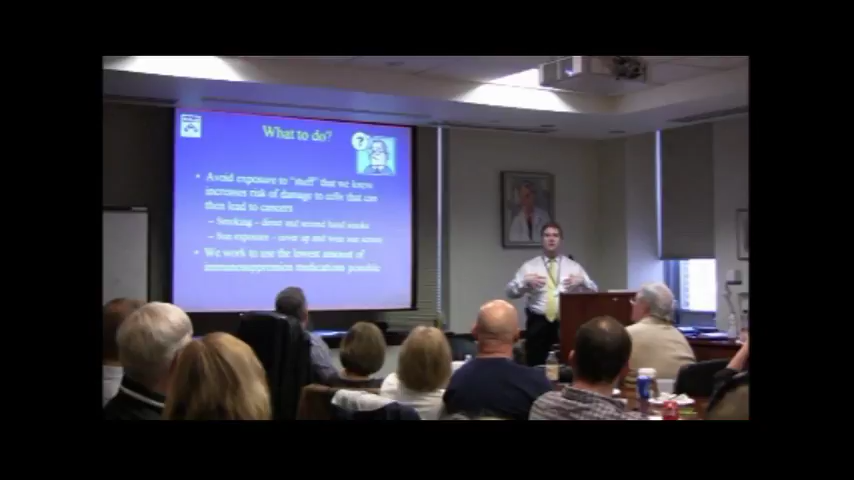 What to do?
?
• Avoid exposure to "stuff" that we know
increases risk of damage to cells that can
then lead to cancers
– Smoking – direct and second hand smoke
– Sun exposure – cover up and wear sun screen
• We work to use the lowest amount of
immunosuppression medications possible